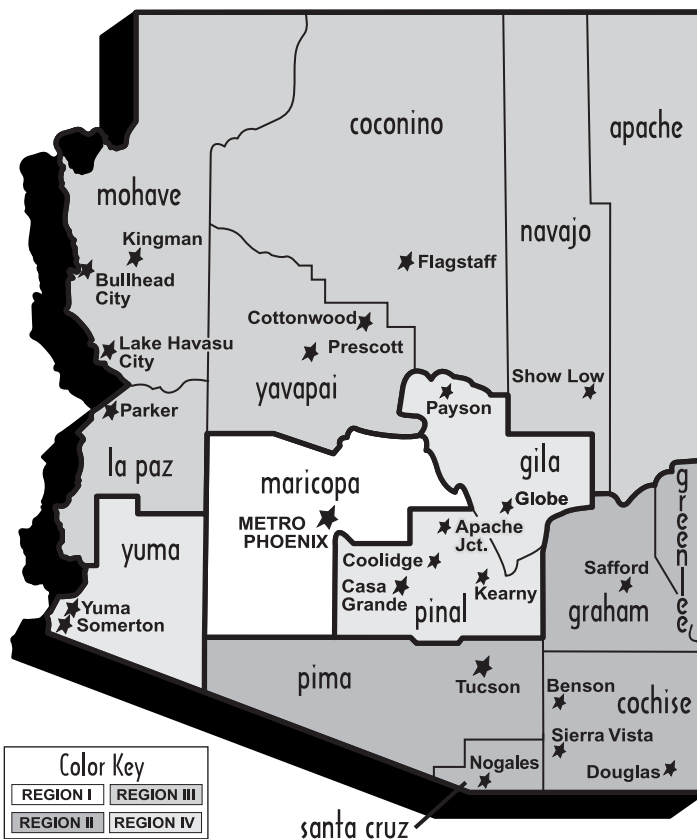 coconino
apache
mohave
navajo
Kingman
Flagstaff
Bullhead
City
Cottonwood
Prescott
Lake Havasu
City
yavapai
Show Low
Payson
Parker
la paz
gila
maricopa
greenlee
Globe
METRO
PHOENIX
Apache
Jct.
yuma
Coolidge
Safford
Casa
Grande
Kearny
graham
pinal
Yuma
Somerton
pima
Tucson
Benson
cochise
Sierra Vista
Nogales
Douglas
santa cruz
Color Key
REGION I
REGION III
REGION II
REGION IV